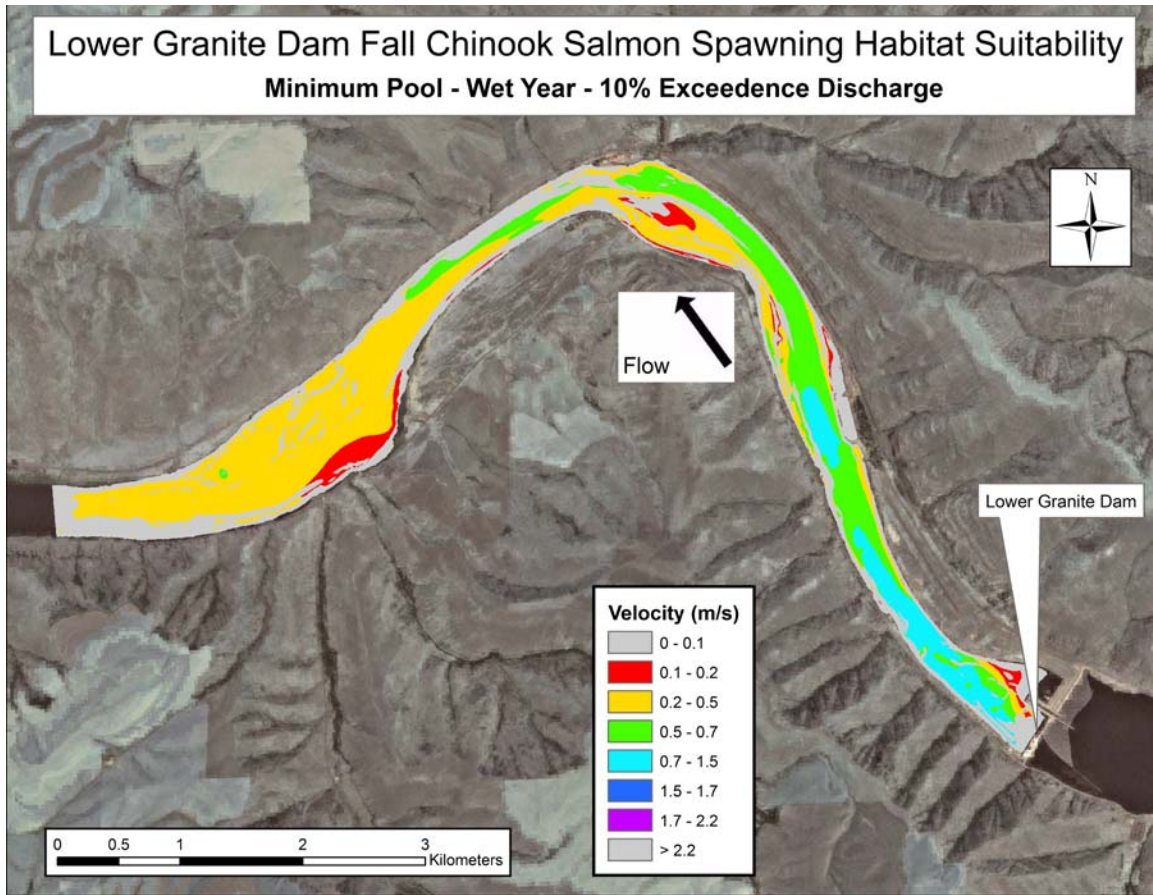 Lower Granite Dam Fall Chinook Salmon Spawning Habitat Suitability
Minimum Pool - Wet Year - 10% Exceedence Discharge
N
Flow
Lower Granite Dam
Velocity (m/s)
0 - 0.1
0.1 - 0.2
0.2 - 0.5
0.5 - 0.7
0.7 - 1.5
1.5 - 1.7
1.7 - 2.2
> 2.2
0 0.5 1 2 3
Kilometers